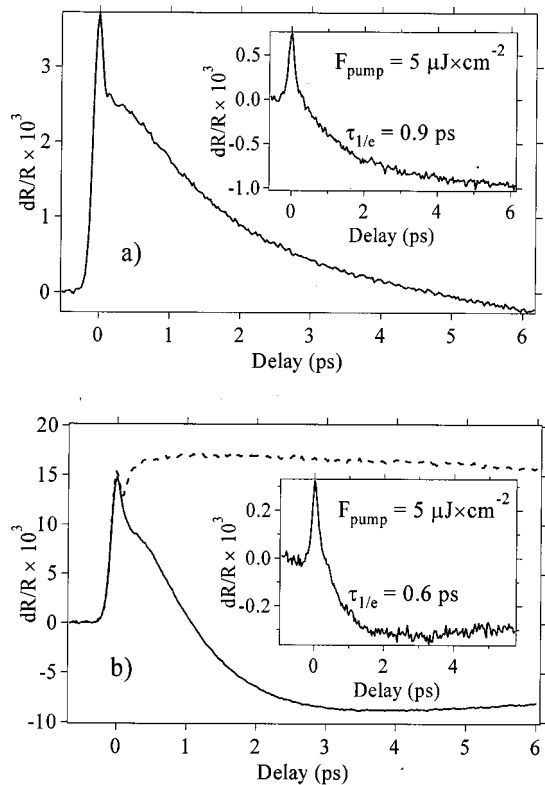 dR/R × 10³
3
2
1
0
0.5
0.0
-0.5
-1.0
dR/R × 10³
F_pump = 5 μJ×cm⁻²
τ_1/e = 0.9 ps
0
2
4
6
Delay (ps)
a)
0
1
2
3
4
5
6
Delay (ps)
dR/R × 10³
20
15
10
5
0
-5
-10
dR/R × 10³
0.2
0.0
-0.2
F_pump = 5 μJ×cm⁻²
τ_1/e = 0.6 ps
0
2
4
Delay (ps)
b)
0
1
2
3
4
5
6
Delay (ps)